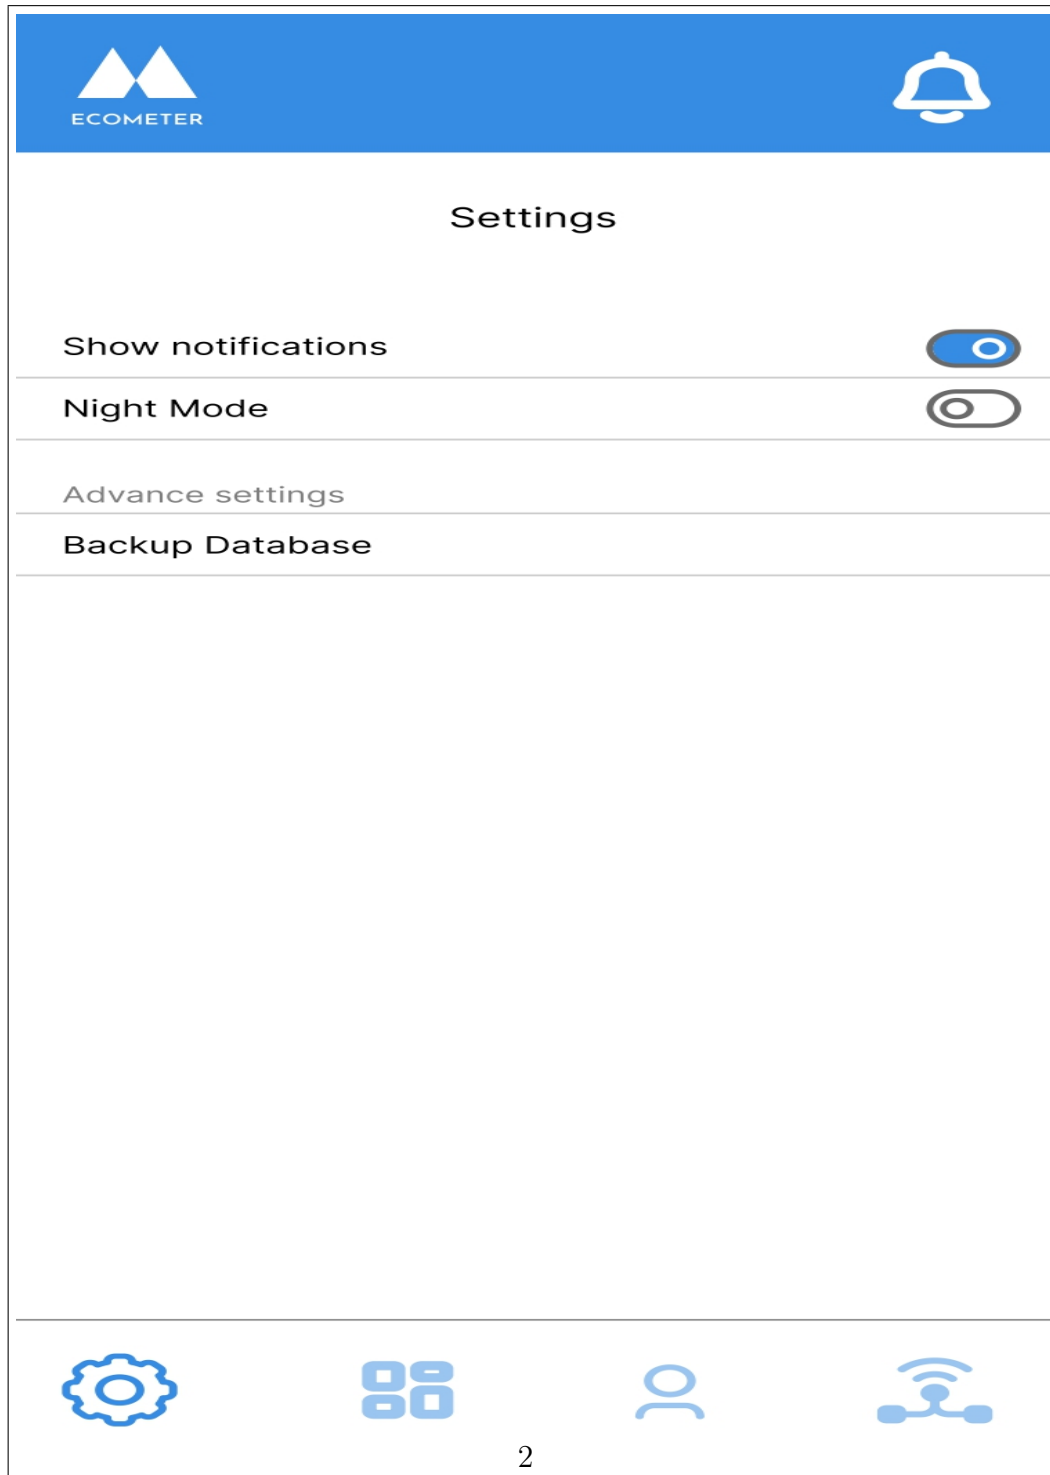 ECOMETER
Settings
Show notifications
Night Mode
Advance settings
Backup Database
2